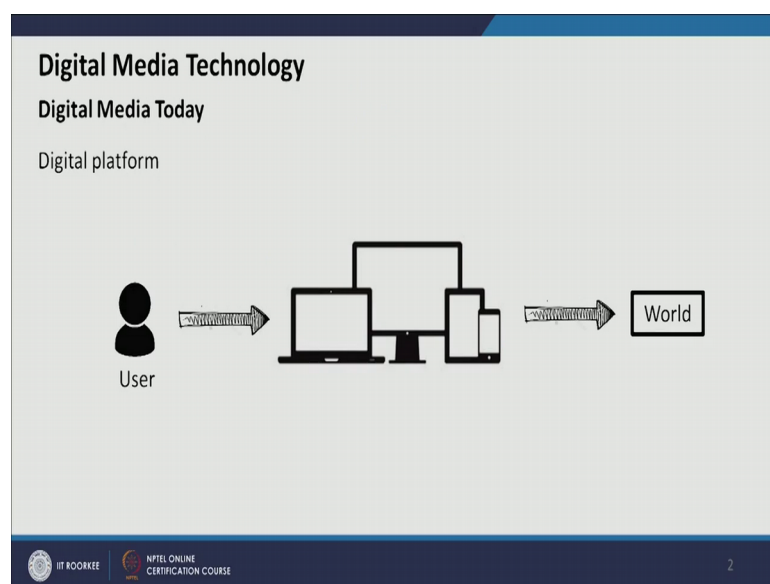 Digital Media Technology
Digital Media Today
Digital platform
User
World
IIT ROORKEE
NPTEL ONLINE
CERTIFICATION COURSE
2